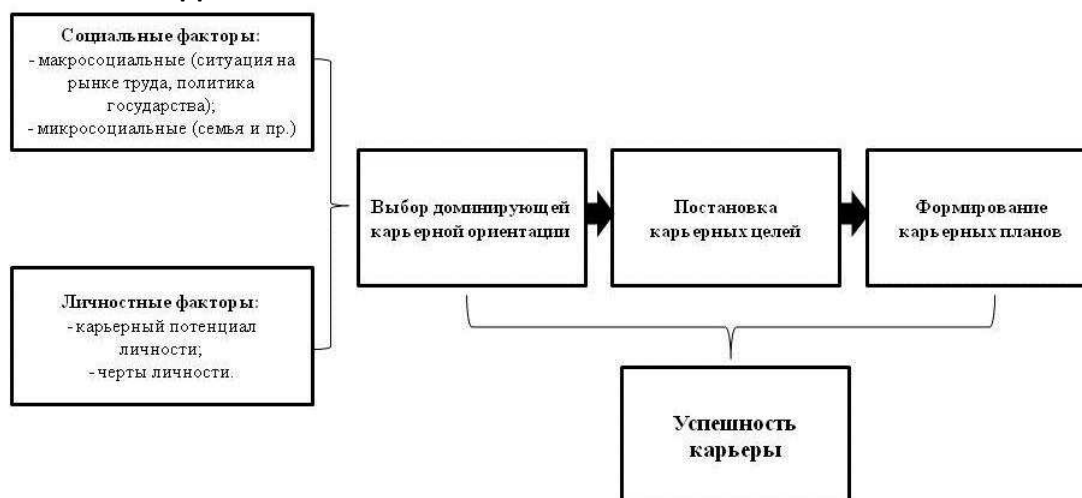 Социальные факторы:
- макросоциальные (ситуация на
рынке труда, политика
государства);
- микросоциальные (семья и пр.)
Личностные факторы:
- карьерный потенциал
личности;
- черты личности.
Выбор доминирующей
карьерной ориентации
Постановка
карьерных целей
Формирование
карьерных планов
Успешность
карьеры